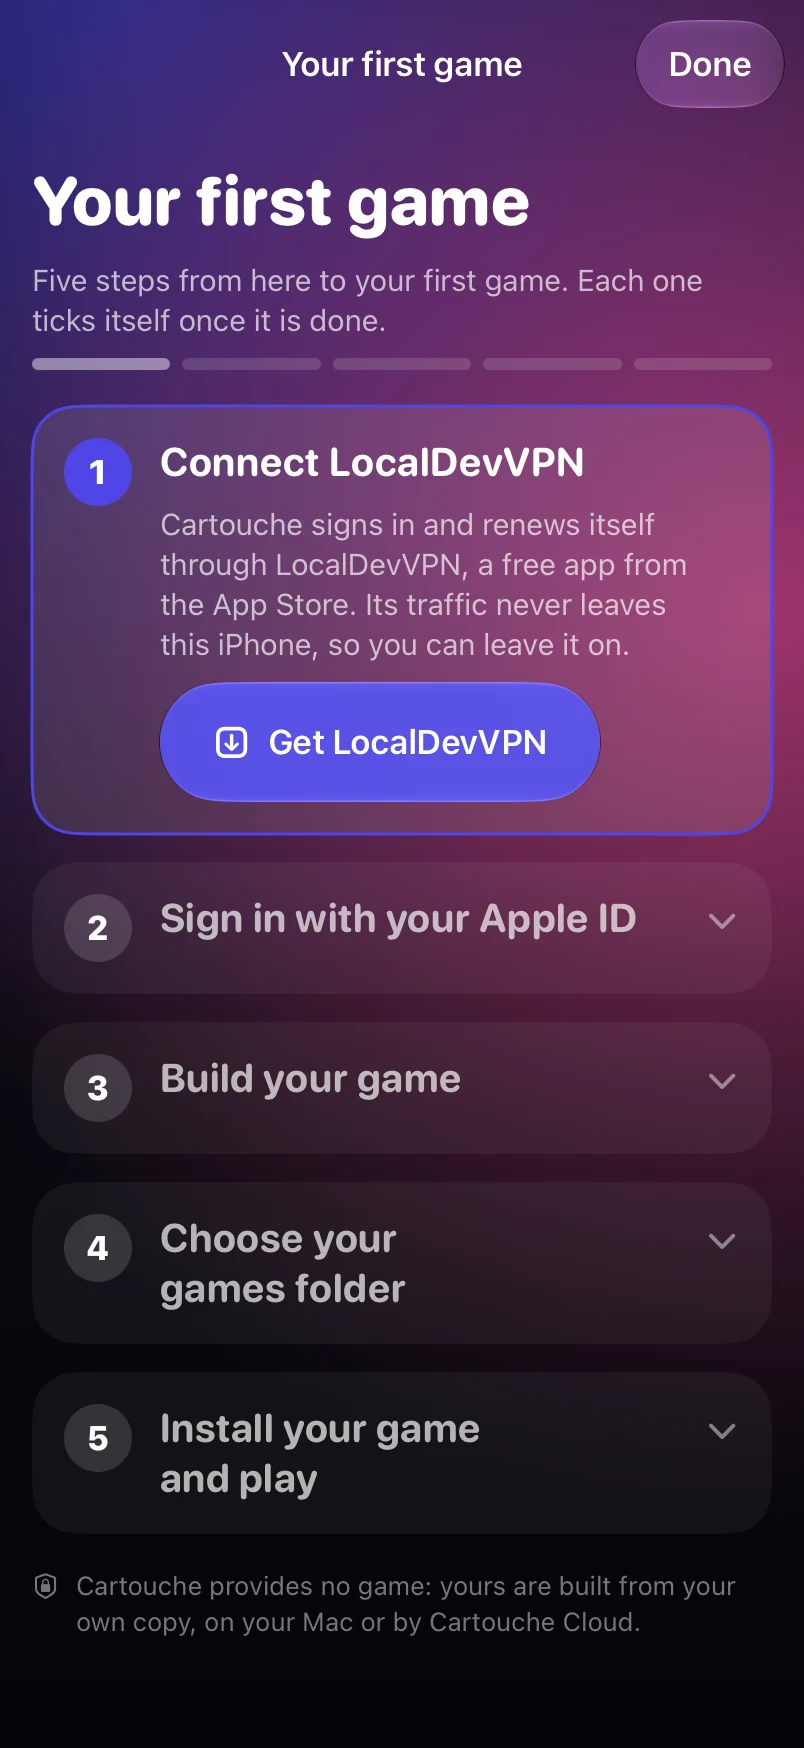 Your first game
Done
Your first game
Five steps from here to your first game. Each one
ticks itself once it is done.
1
Connect LocalDevVPN
Cartouche signs in and renews itself
through LocalDevVPN, a free app from
the App Store. Its traffic never leaves
this iPhone, so you can leave it on.
Get LocalDevVPN
2
Sign in with your Apple ID
3
Build your game
4
Choose your
games folder
5
Install your game
and play
Cartouche provides no game: yours are built from your
own copy, on your Mac or by Cartouche Cloud.